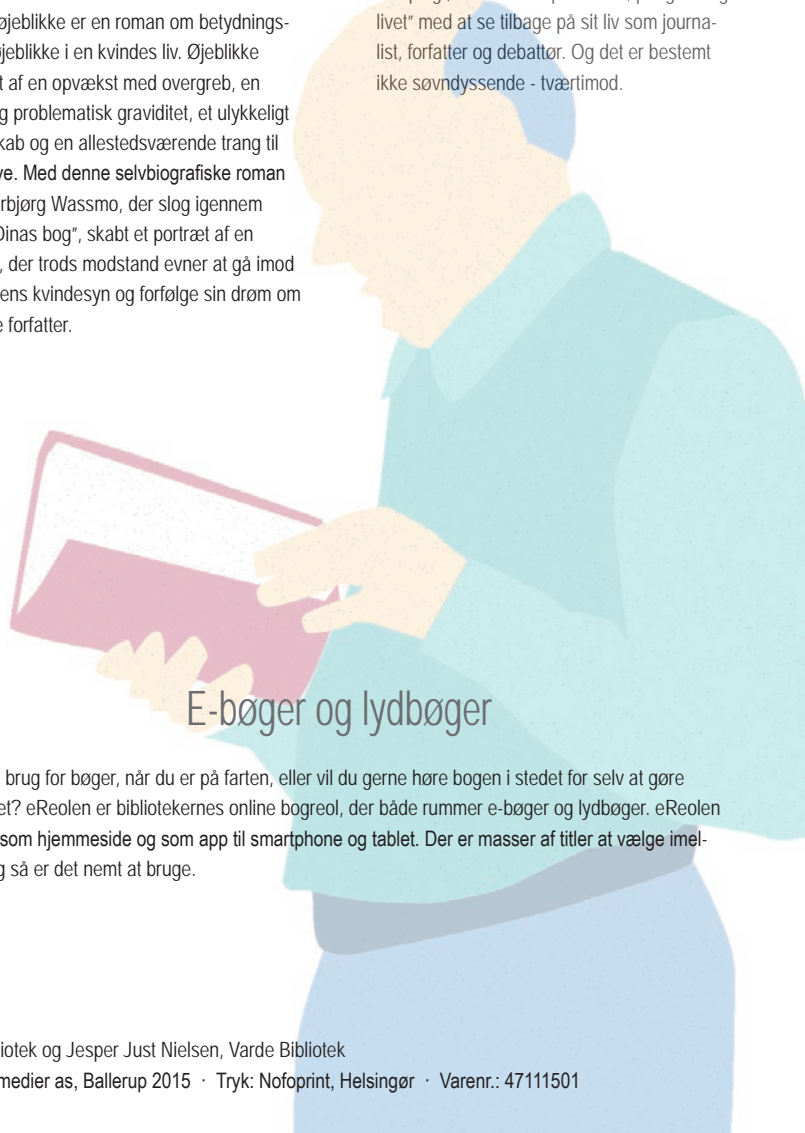 øjeblikke er en roman om betydnings-
jeblikke i en kvindes liv. Øjeblikke
t af en opvækst med overgreb, en
g problematisk graviditet, et ulykkeligt
kab og en allestedsværende trang til
ve. Med denne selvbiografiske roman
rbjørg Wassmo, der slog igennem
Dinas bog”, skabt et portræt af en
, der trods modstand evner at gå imod
ens kvindesyn og forfølge sin drøm om
e forfatter.
livet” med at se tilbage på sit liv som journa-
list, forfatter og debattør. Og det er bestemt
ikke søvndyssende - tværtimod.
E-bøger og lydbøger
brug for bøger, når du er på farten, eller vil du gerne høre bogen i stedet for selv at gøre
et? eReolen er bibliotekernes online bogreol, der både rummer e-bøger og lydbøger. eReolen
som hjemmeside og som app til smartphone og tablet. Der er masser af titler at vælge imel-
g så er det nemt at bruge.
iotek og Jesper Just Nielsen, Varde Bibliotek
medier as, Ballerup 2015 · Tryk: Nofoprint, Helsingør · Varenr.: 47111501